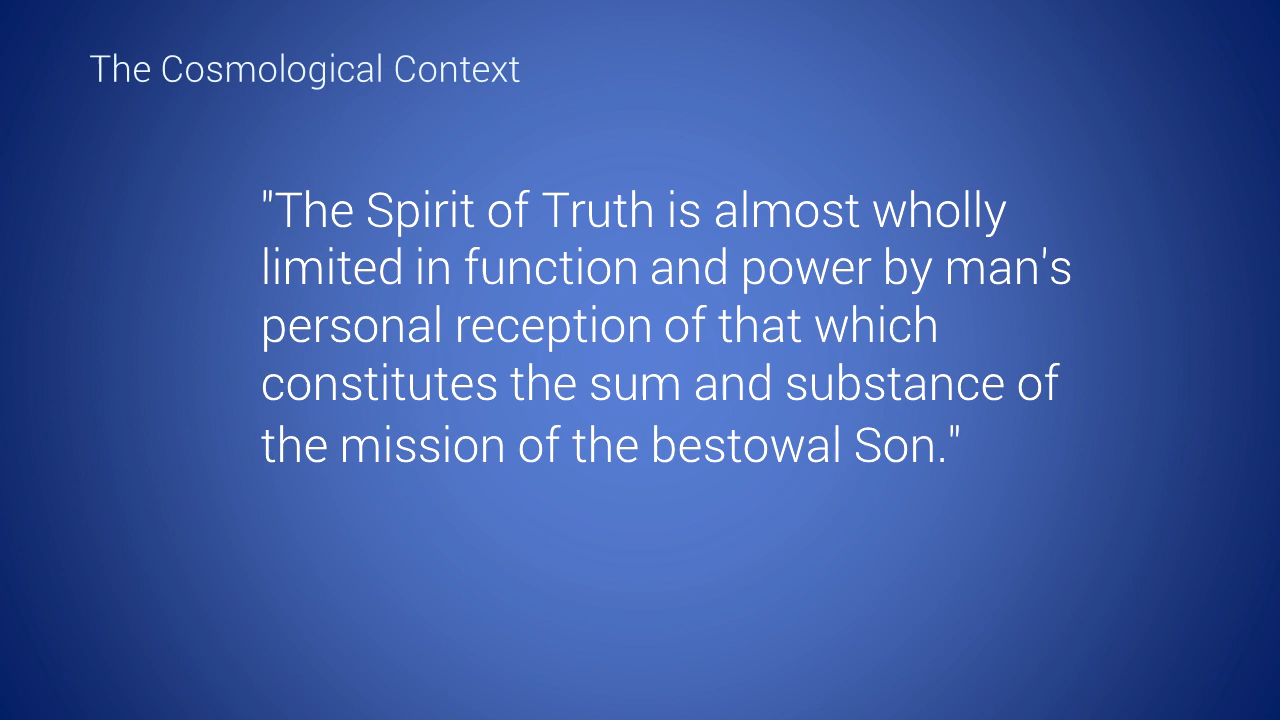 The Cosmological Context
"The Spirit of Truth is almost wholly
limited in function and power by man's
personal reception of that which
constitutes the sum and substance of
the mission of the bestowal Son."